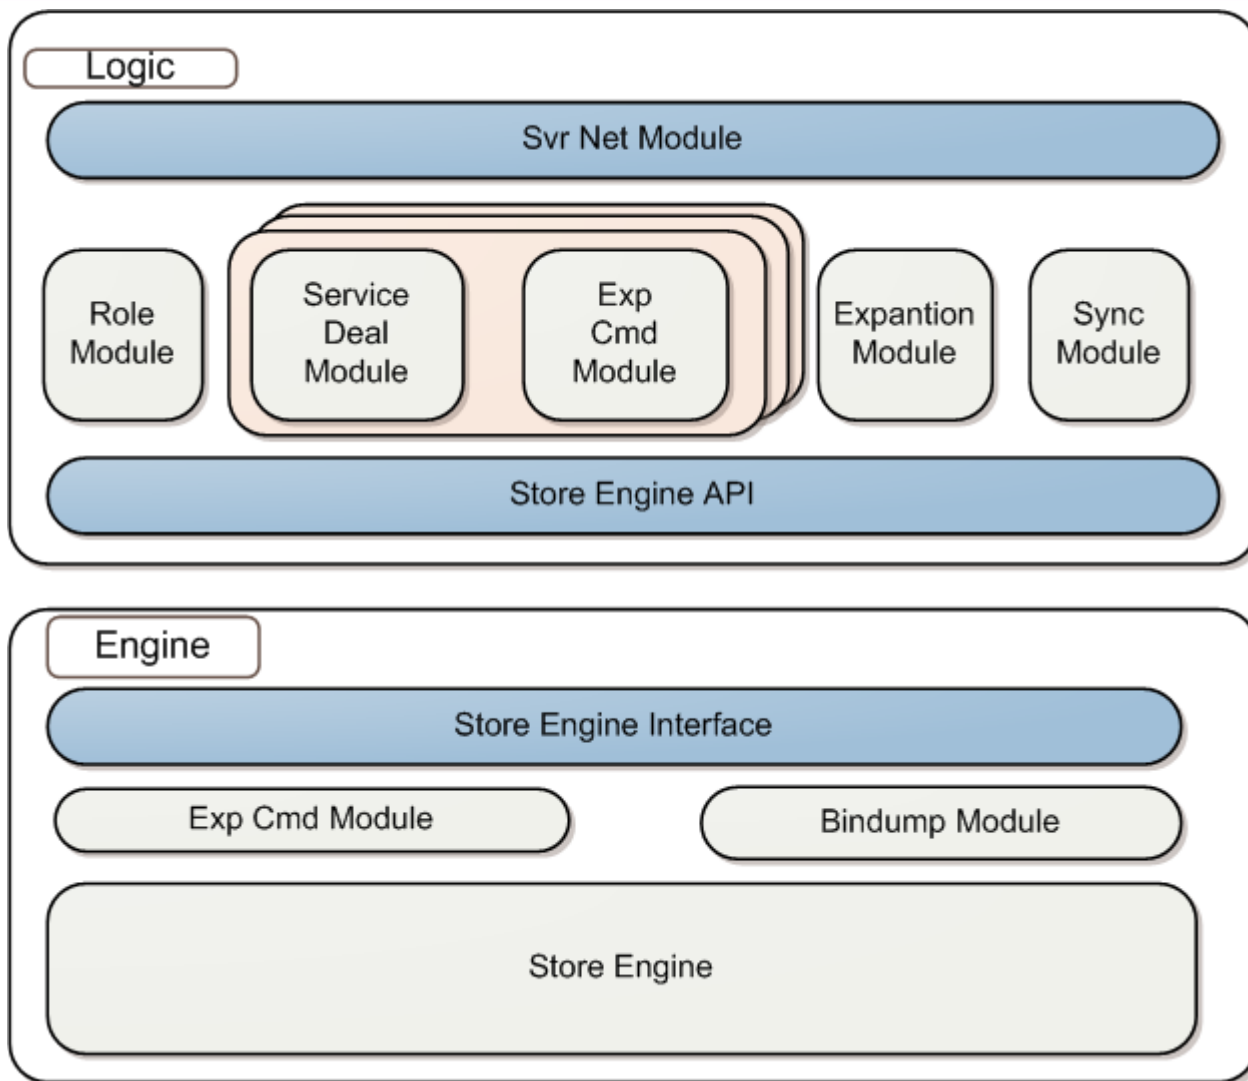 Logic
Svr Net Module
Role
Module
Service
Deal
Module
Exp
Cmd
Module
Expantion
Module
Sync
Module
Store Engine API
Engine
Store Engine Interface
Exp Cmd Module
Bindump Module
Store Engine